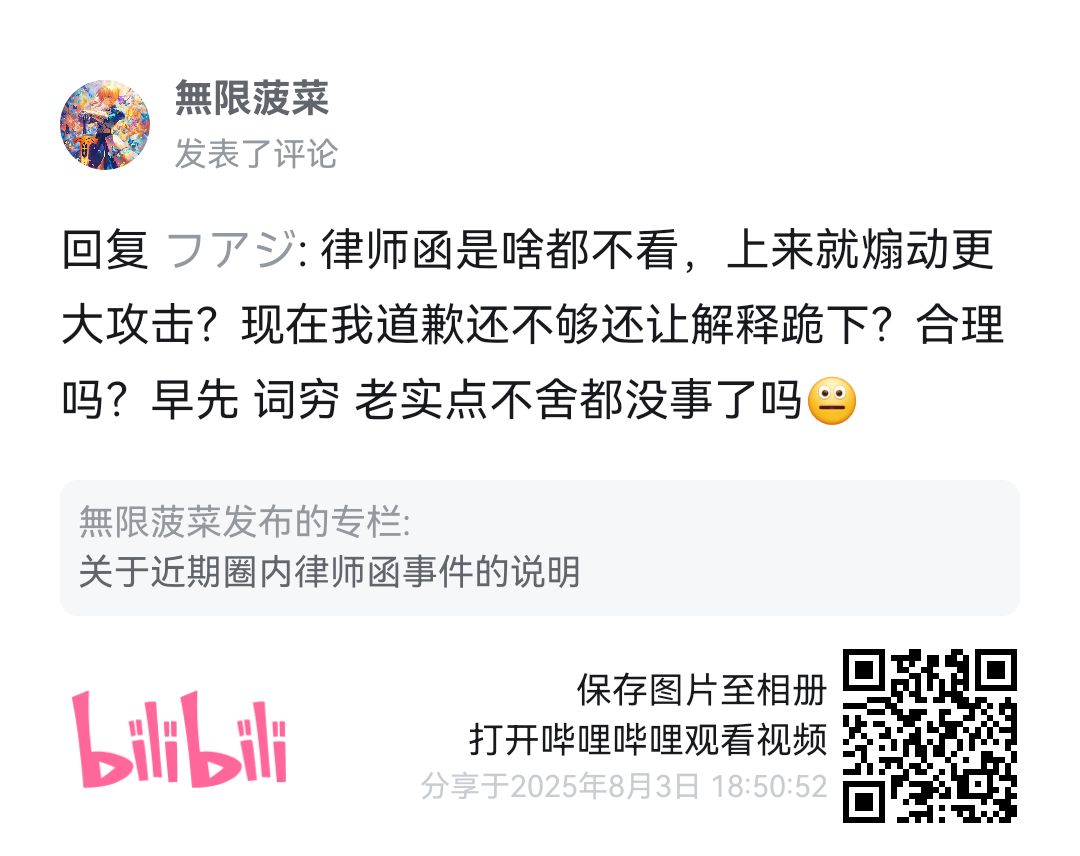 無限菠菜
发表了评论
回复 フアジ: 律师函是啥都不看，上来就煽动更
大攻击？现在我道歉还不够还让解释跪下？合理
吗？早先 词穷 老实点不舍都没事了吗😐
無限菠菜发布的专栏:
关于近期圈内律师函事件的说明
bilibili
保存图片至相册
打开哔哩哔哩观看视频
分享于2025年8月3日 18:50:52